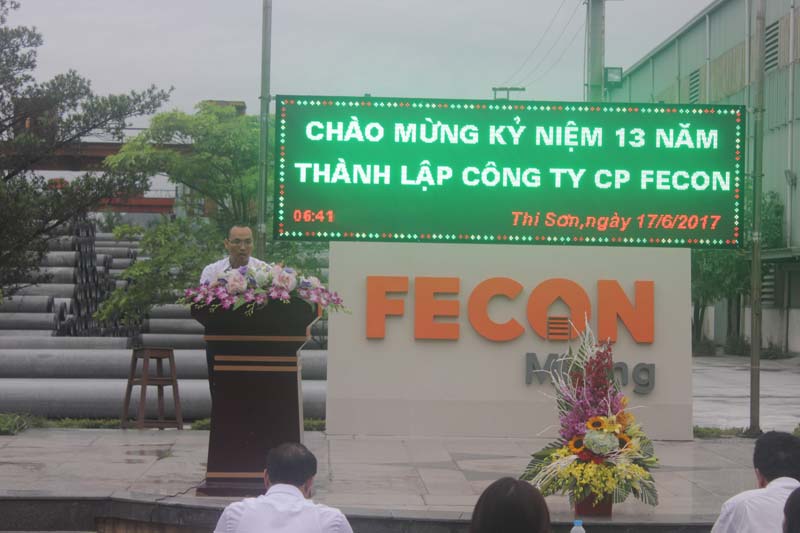 CHÀO MỪNG KỶ NIỆM 13 NĂM
THÀNH LẬP CÔNG TY CP FECON
06:41 Thi Sơn,ngày 17/6/2017
FECON